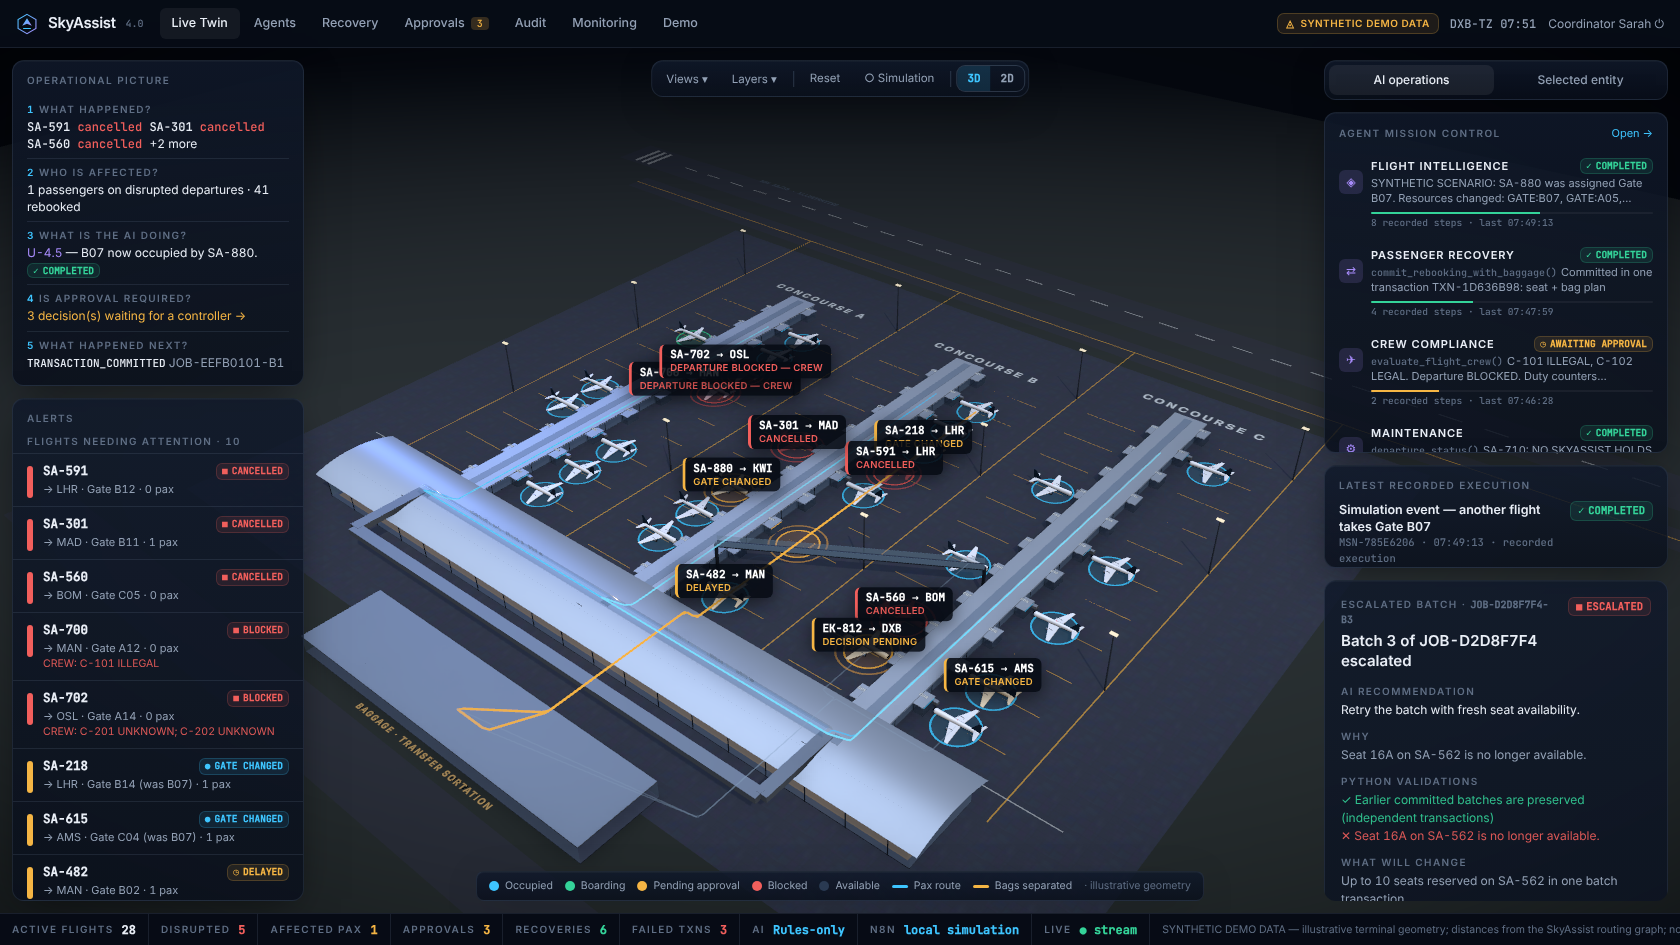 SkyAssist 4.0 Live Twin Agents Recovery Approvals 3 Audit Monitoring Demo SYNTHETIC DEMO DATA DXB-TZ 07:51 Coordinator Sarah
OPERATIONAL PICTURE
1 WHAT HAPPENED?
SA-591 cancelled SA-301 cancelled
SA-560 cancelled +2 more
2 WHO IS AFFECTED?
1 passengers on disrupted departures · 41
rebooked
3 WHAT IS THE AI DOING?
U-4.5 — B07 now occupied by SA-880.
✓ COMPLETED
4 IS APPROVAL REQUIRED?
3 decision(s) waiting for a controller →
5 WHAT HAPPENED NEXT?
TRANSACTION_COMMITTED JOB-EEFB0101-B1
ALERTS
FLIGHTS NEEDING ATTENTION · 10
SA-591 CANCELLED
→ LHR · Gate B12 · 0 pax
SA-301 CANCELLED
→ MAD · Gate B11 · 1 pax
SA-560 CANCELLED
→ BOM · Gate C05 · 0 pax
SA-700 BLOCKED
→ MAN · Gate A12 · 0 pax
CREW: C-101 ILLEGAL
SA-702 BLOCKED
→ OSL · Gate A14 · 0 pax
CREW: C-201 UNKNOWN; C-202 UNKNOWN
SA-218 GATE CHANGED
→ LHR · Gate B14 (was B07) · 1 pax
SA-615 GATE CHANGED
→ AMS · Gate C04 (was B07) · 1 pax
SA-482 DELAYED
→ MAN · Gate B02 · 1 pax
Views ▾ Layers ▾ Reset Simulation 3D 2D
CONCOURSE A
CONCOURSE B
CONCOURSE C
SA-702 → OSL
DEPARTURE BLOCKED — CREW
DEPARTURE BLOCKED — CREW
SA-301 → MAD
CANCELLED
SA-218 → LHR
SA-591 → LHR
CANCELLED
SA-880 → KWI
GATE CHANGED
SA-482 → MAN
DELAYED
SA-560 → BOM
CANCELLED
EK-812 → DXB
DECISION PENDING
SA-615 → AMS
GATE CHANGED
BAGGAGE · TRANSFER SORTATION
Occupied Boarding Pending approval Blocked Available Pax route Bags separated · illustrative geometry
AI operations Selected entity
AGENT MISSION CONTROL Open →
FLIGHT INTELLIGENCE ✓ COMPLETED
SYNTHETIC SCENARIO: SA-880 was assigned Gate
B07. Resources changed: GATE:B07, GATE:A05,…
8 recorded steps · last 07:49:13
PASSENGER RECOVERY ✓ COMPLETED
commit_rebooking_with_baggage() Committed in one
transaction TXN-1D636B98: seat + bag plan
4 recorded steps · last 07:47:59
CREW COMPLIANCE AWAITING APPROVAL
evaluate_flight_crew() C-101 ILLEGAL, C-102
LEGAL. Departure BLOCKED. Duty counters…
2 recorded steps · last 07:46:28
MAINTENANCE
departure_status() SA-710: NO SKYASSIST HOLDS
LATEST RECORDED EXECUTION
Simulation event — another flight
takes Gate B07
✓ COMPLETED
MSN-785E6206 · 07:49:13 · recorded
execution
ESCALATED BATCH · JOB-D2D8F7F4-
B3
ESCALATED
Batch 3 of JOB-D2D8F7F4
escalated
AI RECOMMENDATION
Retry the batch with fresh seat availability.
WHY
Seat 16A on SA-562 is no longer available.
PYTHON VALIDATIONS
✓ Earlier committed batches are preserved
(independent transactions)
✕ Seat 16A on SA-562 is no longer available.
WHAT WILL CHANGE
Up to 10 seats reserved on SA-562 in one batch
transaction
ACTIVE FLIGHTS 28 DISRUPTED 5 AFFECTED PAX 1 APPROVALS 3 RECOVERIES 6 FAILED TXNS 3 AI Rules-only N8N local simulation LIVE ● stream SYNTHETIC DEMO DATA — illustrative terminal geometry; distances from the SkyAssist routing graph;